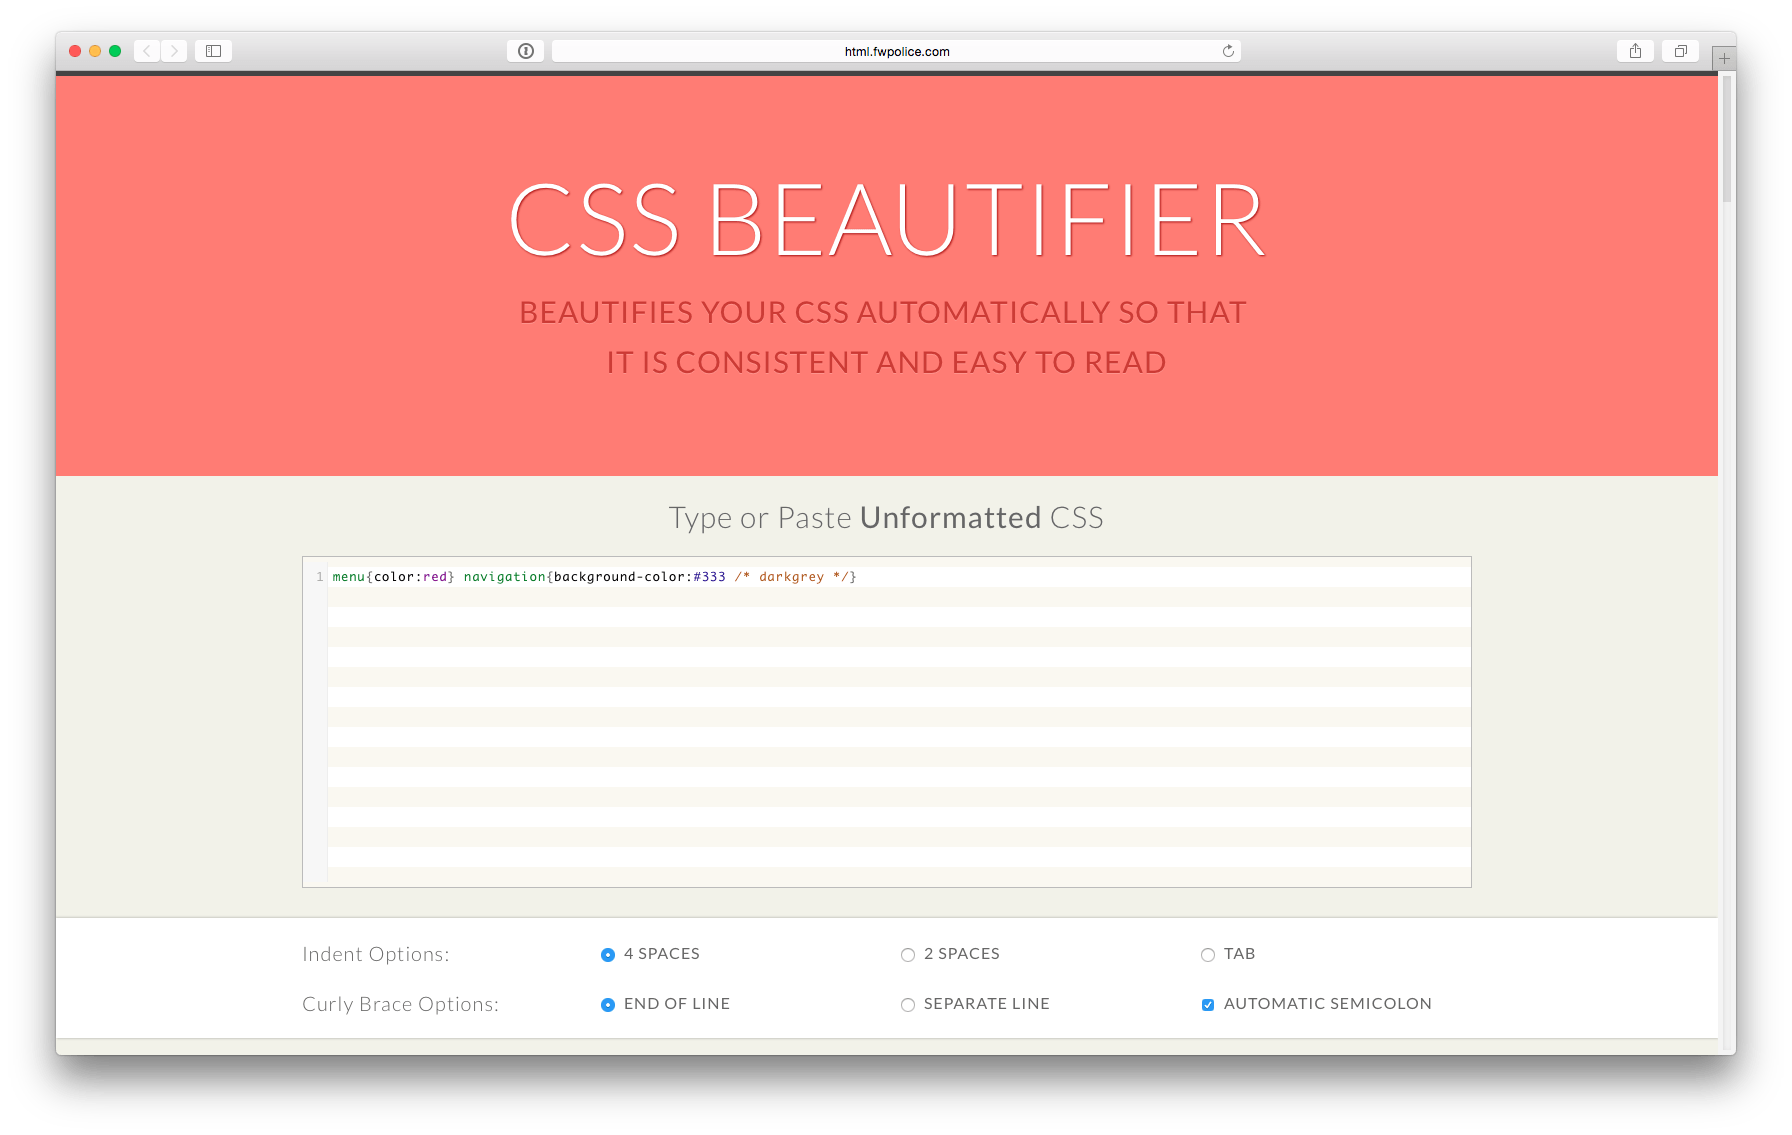 html.fwpolice.com
CSS BEAUTIFIER
BEAUTIFIES YOUR CSS AUTOMATICALLY SO THAT
IT IS CONSISTENT AND EASY TO READ
Type or Paste Unformatted CSS
1 menu{color:red} navigation{background-color:#333 /* darkgrey */}
Indent Options: 4 SPACES 2 SPACES TAB
Curly Brace Options: END OF LINE SEPARATE LINE AUTOMATIC SEMICOLON